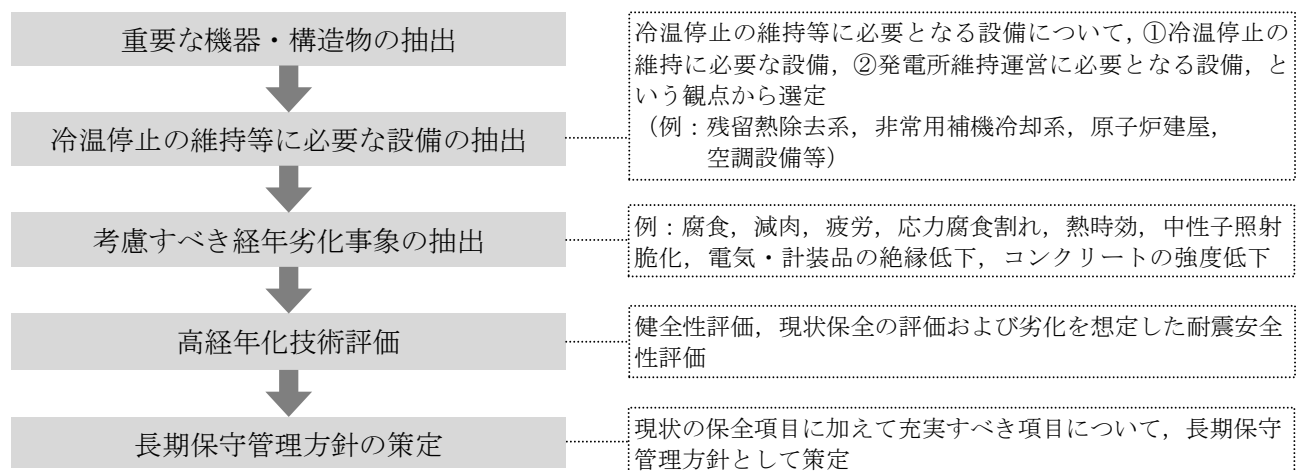 重要な機器・構造物の抽出
冷温停止の維持等に必要となる設備について，①冷温停止の
維持に必要な設備，②発電所維持運営に必要となる設備，と
いう観点から選定
（例：残留熱除去系，非常用補機冷却系，原子炉建屋，
空調設備等）
冷温停止の維持等に必要な設備の抽出
考慮すべき経年劣化事象の抽出
例：腐食，減肉，疲労，応力腐食割れ，熱時効，中性子照射
脆化，電気・計装品の絶縁低下，コンクリートの強度低下
高経年化技術評価
健全性評価，現状保全の評価および劣化を想定した耐震安全
性評価
長期保守管理方針の策定
現状の保全項目に加えて充実すべき項目について，長期保守
管理方針として策定